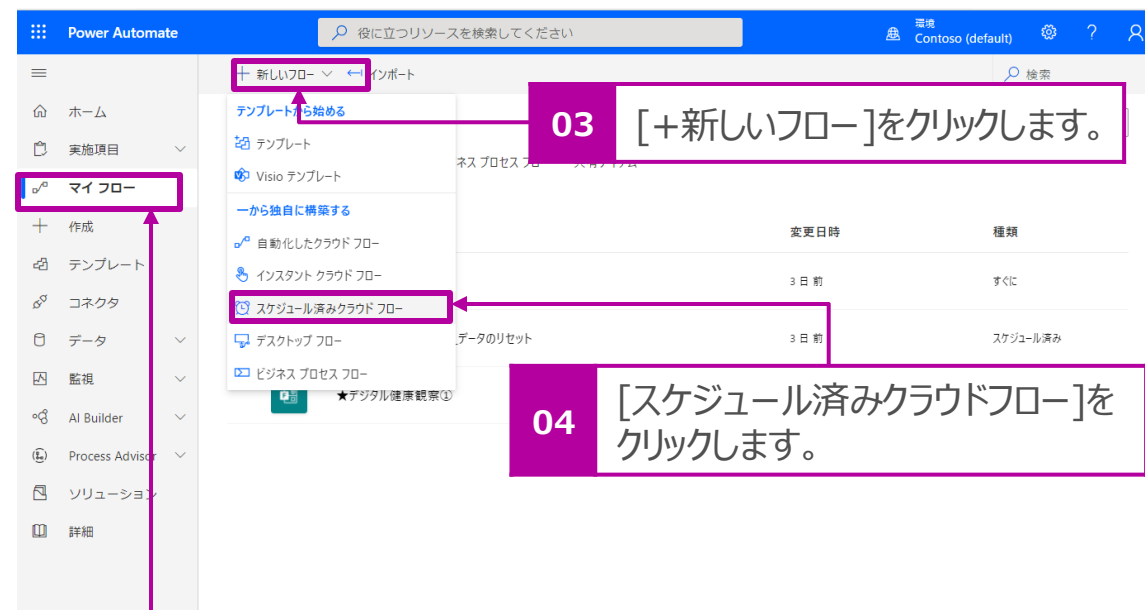 Power Automate
役に立つリソースを検索してください
環境
Contoso (default)
＋ 新しいフロー
インポート
検索
ホーム
実施項目
マイ フロー
作成
テンプレート
コネクタ
データ
監視
AI Builder
Process Advisor
ソリューション
詳細
テンプレートから始める
テンプレート
Visio テンプレート
一から独自に構築する
自動化したクラウド フロー
インスタント クラウド フロー
スケジュール済みクラウド フロー
デスクトップ フロー
ビジネス プロセス フロー
03
[＋新しいフロー]をクリックします。
ネス プロセス フロー
変更日時
種類
3 日 前
すぐに
データのリセット
3 日 前
スケジュール済み
★デジタル健康観察①
04
[スケジュール済みクラウドフロー]を
クリックします。